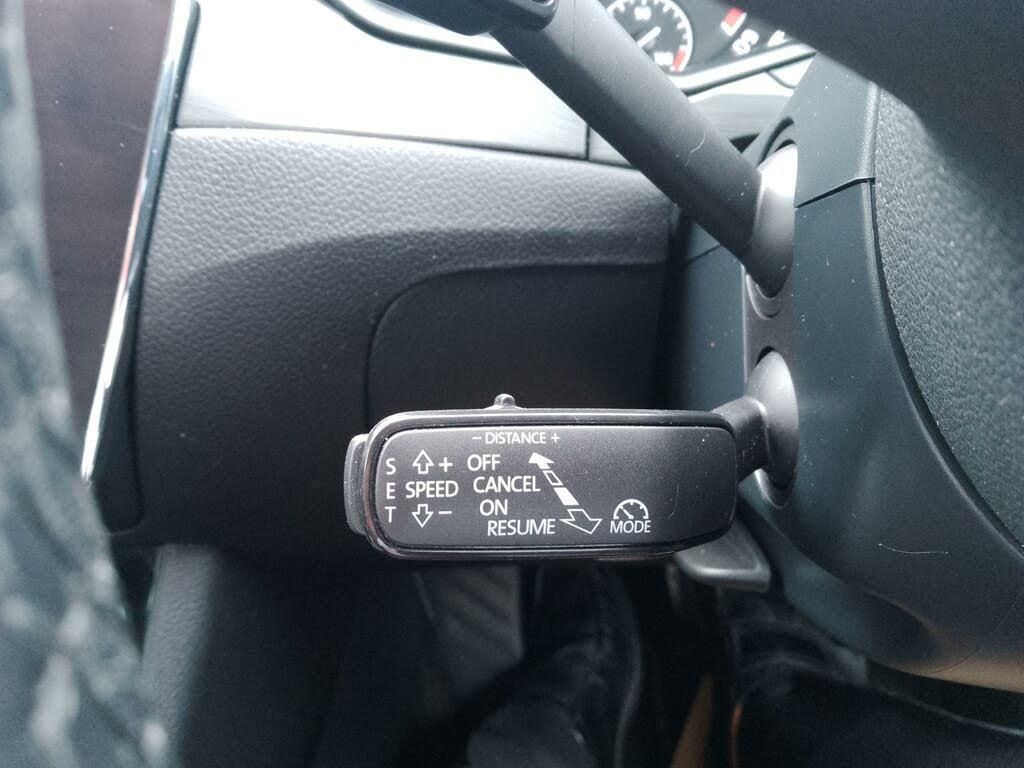 - DISTANCE +
S + OFF
E SPEED CANCEL
T - ON
RESUME
MODE